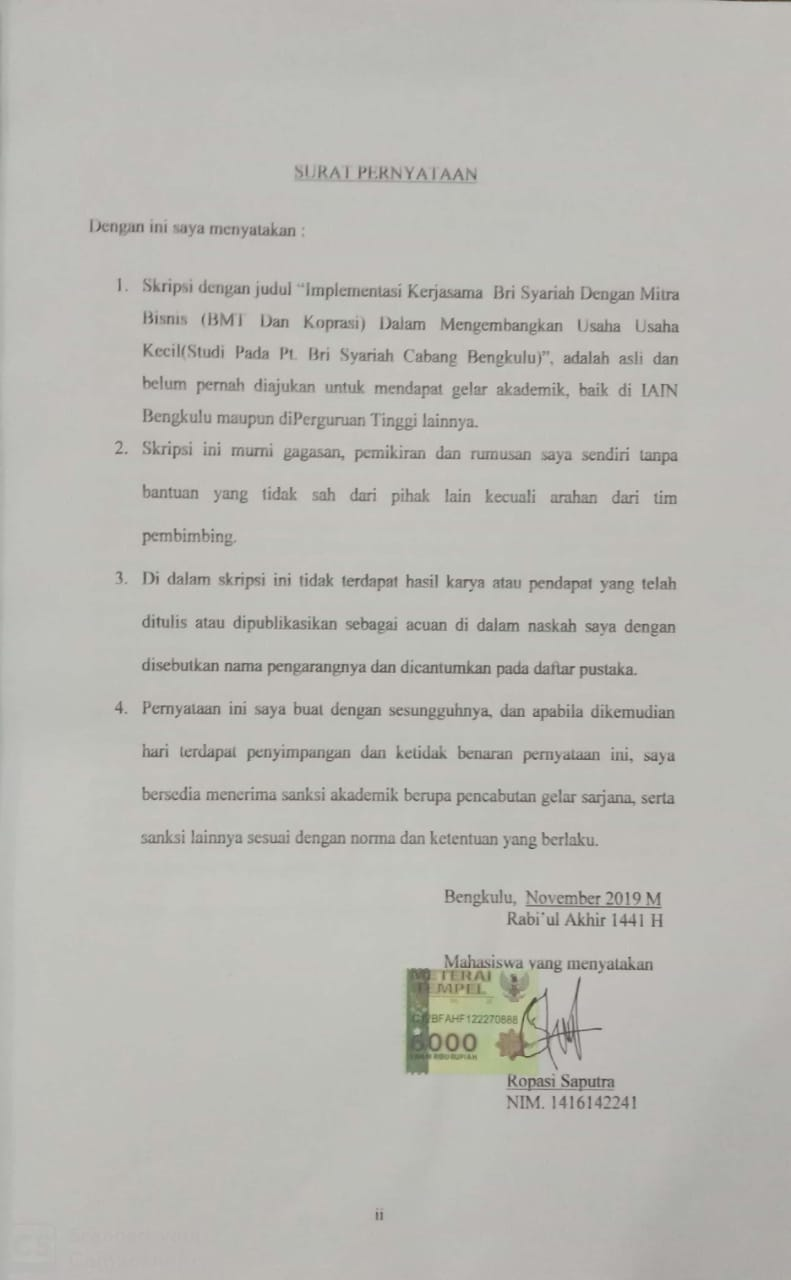 SURAT PERNYATAAN
Dengan ini saya menyatakan :
1. Skripsi dengan judul “Implementasi Kerjasama Bri Syariah Dengan Mitra
Bisnis (BMT Dan Koprasi) Dalam Mengembangkan Usaha Usaha
Kecil(Studi Pada Pt. Bri Syariah Cabang Bengkulu)”, adalah asli dan
belum pernah diajukan untuk mendapat gelar akademik, baik di IAIN
Bengkulu maupun diPerguruan Tinggi lainnya.
2. Skripsi ini murni gagasan, pemikiran dan rumusan saya sendiri tanpa
bantuan yang tidak sah dari pihak lain kecuali arahan dari tim
pembimbing.
3. Di dalam skripsi ini tidak terdapat hasil karya atau pendapat yang telah
ditulis atau dipublikasikan sebagai acuan di dalam naskah saya dengan
disebutkan nama pengarangnya dan dicantumkan pada daftar pustaka.
4. Pernyataan ini saya buat dengan sesungguhnya, dan apabila dikemudian
hari terdapat penyimpangan dan ketidak benaran pernyataan ini, saya
bersedia menerima sanksi akademik berupa pencabutan gelar sarjana, serta
sanksi lainnya sesuai dengan norma dan ketentuan yang berlaku.
Bengkulu, November 2019 M
Rabi’ul Akhir 1441 H
Mahasiswa yang menyatakan
METERAI
TEMPEL
BFAHF122270888
6000
ENAM RIBU RUPIAH
Ropasi Saputra
NIM. 1416142241
ii
CS Scanned with
CamScanner